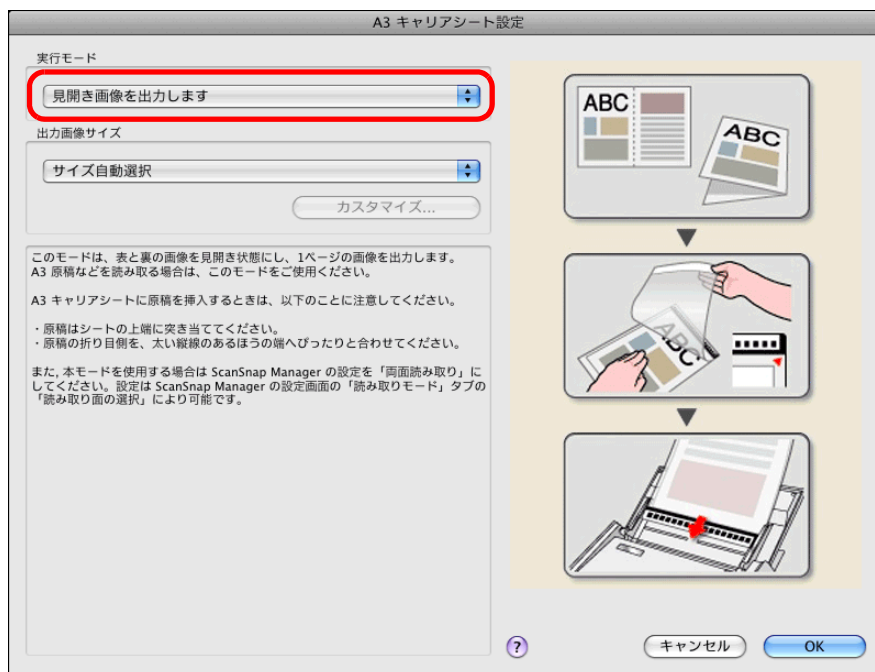 A3 キャリアシート設定
実行モード
見開き画像を出力します
出力画像サイズ
サイズ自動選択
カスタマイズ...
このモードは、表と裏の画像を見開き状態にし、1ページの画像を出力します。
A3 原稿などを読み取る場合は、このモードをご使用ください。
A3 キャリアシートに原稿を挿入するときは、以下のことに注意してください。
・原稿はシートの上端に突き当ててください。
・原稿の折り目側を、太い縦線のあるほうの端へぴったりと合わせてください。
また, 本モードを使用する場合は ScanSnap Manager の設定を「両面読み取り」に
してください。設定は ScanSnap Manager の設定画面の「読み取りモード」タブの
「読み取り面の選択」により可能です。
ABC
ABC
ABC
?
キャンセル
OK